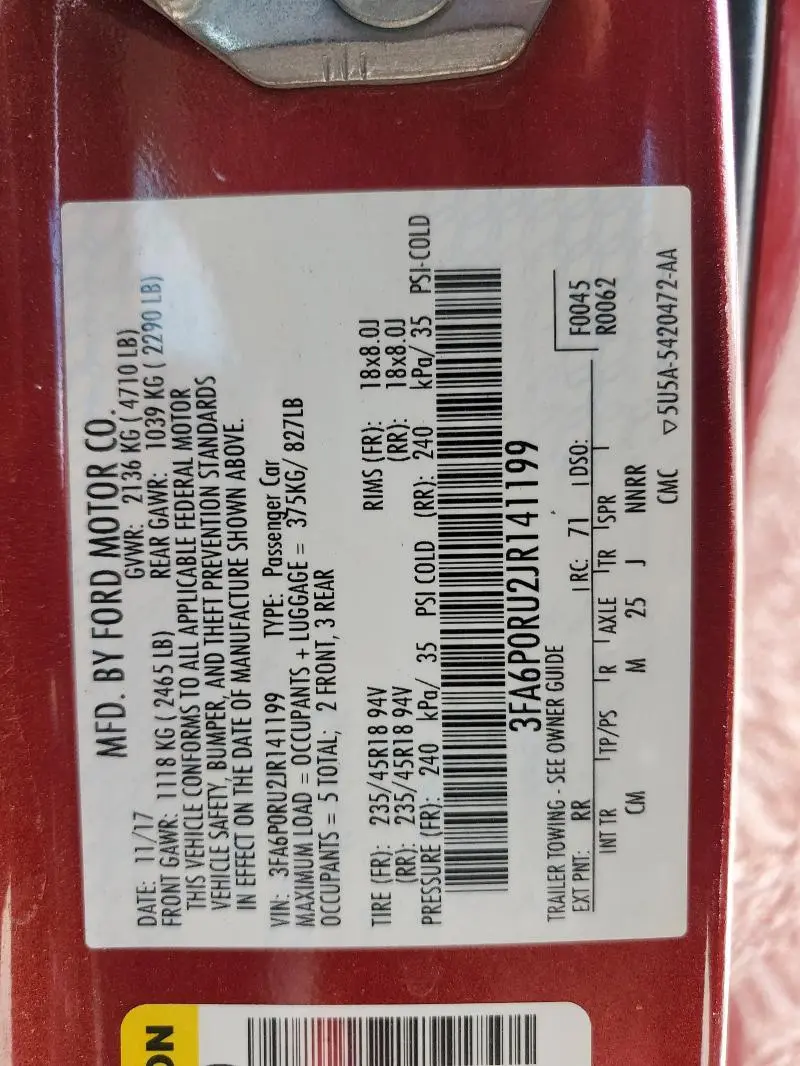 MFD. BY FORD MOTOR CO.
DATE: 11/17 GVWR: 2136 KG ( 4710 LB)
FRONT GAWR: 1118 KG ( 2465 LB) REAR GAWR: 1039 KG ( 2290 LB)
THIS VEHICLE CONFORMS TO ALL APPLICABLE FEDERAL MOTOR
VEHICLE SAFETY, BUMPER, AND THEFT PREVENTION STANDARDS
IN EFFECT ON THE DATE OF MANUFACTURE SHOWN ABOVE.
VIN: 3FA6P0RU2JR141199 TYPE: Passenger Car
MAXIMUM LOAD = OCCUPANTS + LUGGAGE = 375KG/ 827LB
OCCUPANTS = 5 TOTAL; 2 FRONT, 3 REAR
TIRE (FR): 235/45R18 94V RIMS (FR): 18x8.0J
(RR): 235/45R18 94V (RR): 18x8.0J
PRESSURE (FR): 240 kPa/ 35 PSI COLD (RR): 240 kPa/ 35 PSI-COLD
3FA6P0RU2JR141199
TRAILER TOWING - SEE OWNER GUIDE
EXT PNT: RR RC: 71 DSO: F0045
R0062
INT TR TP/PS R AXLE TR SPR
CM M 25 J NNRR
CMC ▽5U5A-5420472-AA
ON